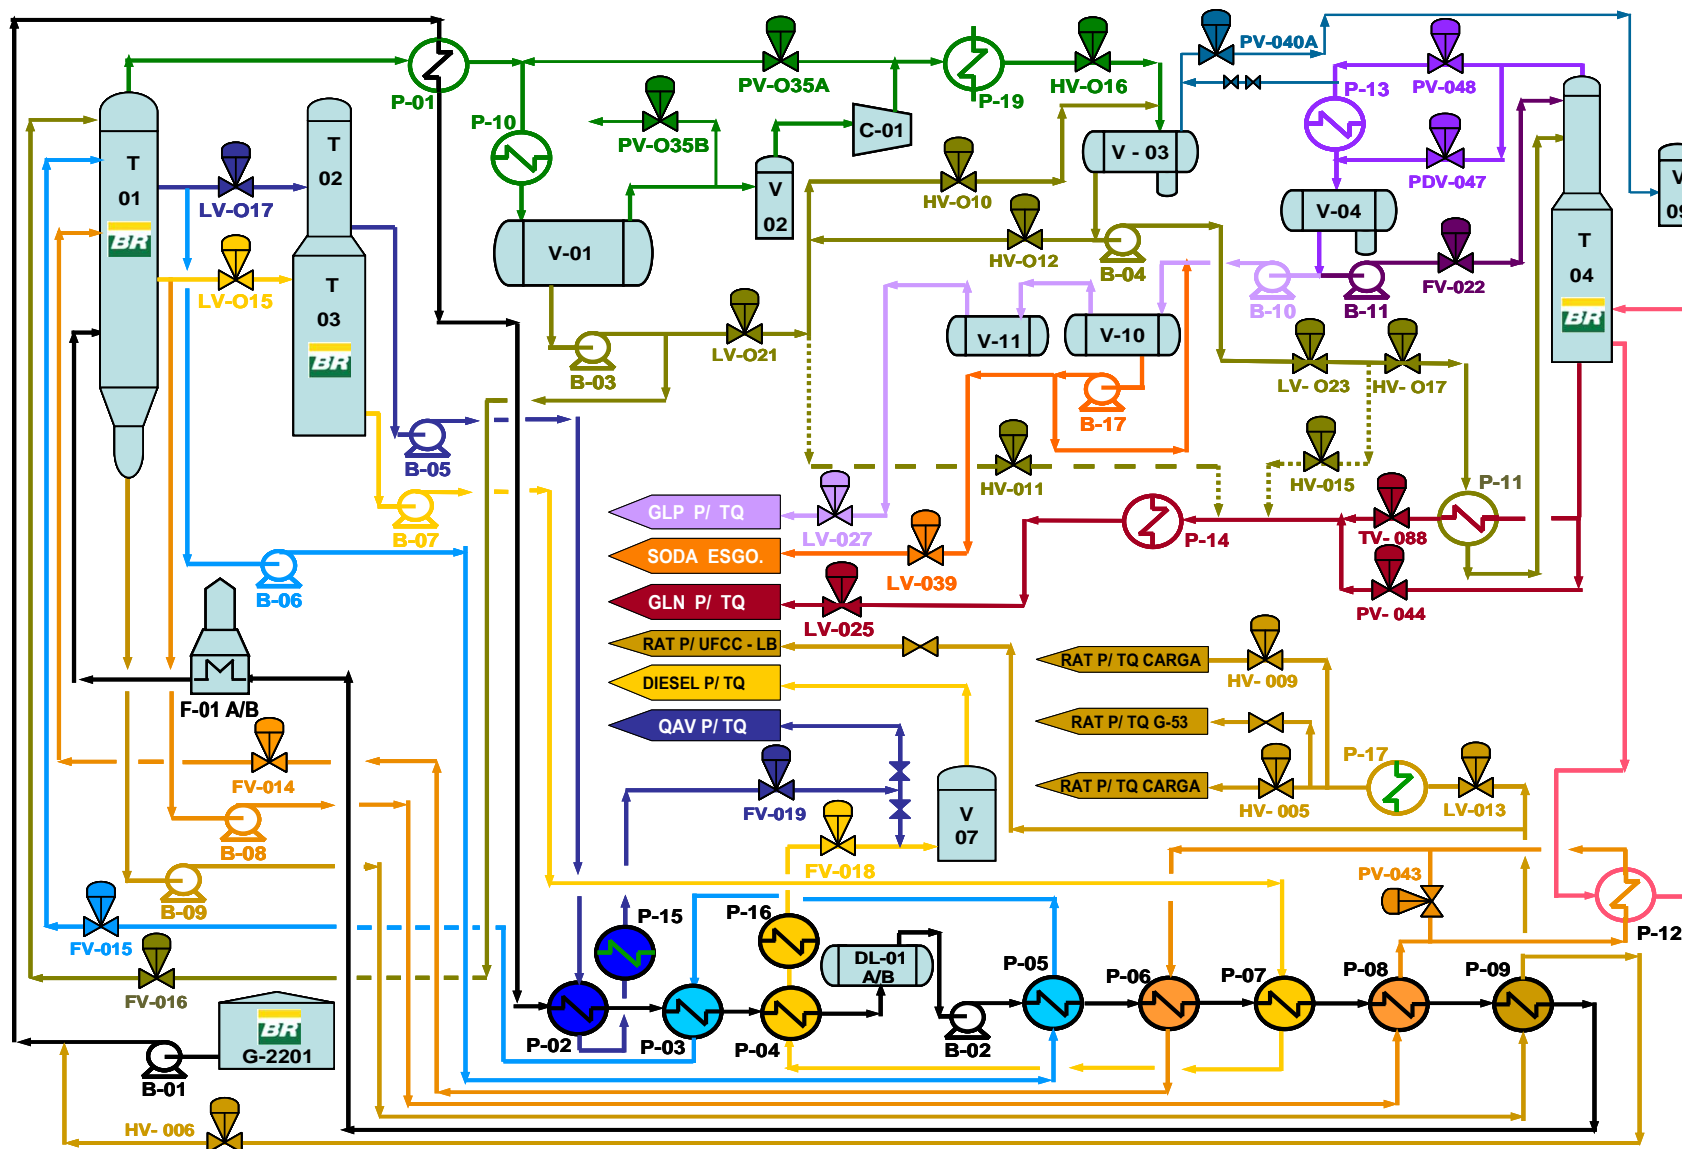 PV-040A
P-01
PV-O35A
P-19
HV-O16
P-13
PV-048
P-10
PV-O35B
C-01
V - 03
PDV-047
T
01
BR
T
02
LV-O17
V
02
HV-O10
V-04
V
09
LV-O15
V-01
HV-O12
B-04
FV-022
T
04
BR
B-10
B-11
T
03
BR
LV-O21
B-03
V-11
V-10
LV- O23
HV- O17
B-17
B-05
B-07
HV-011
HV-015
P-11
GLP P/ TQ
LV-027
P-14
TV- 088
SODA ESGO.
LV-039
B-06
GLN P/ TQ
LV-025
PV- 044
RAT P/ UFCC - LB
RAT P/ TQ CARGA
HV- 009
DIESEL P/ TQ
F-01 A/B
QAV P/ TQ
RAT P/ TQ G-53
P-17
FV-014
FV-019
RAT P/ TQ CARGA
HV- 005
LV-013
V
07
B-08
FV-018
PV-043
B-09
P-15
P-16
P-12
FV-015
DL-01
A/B
P-05
P-06
P-07
P-08
P-09
FV-016
BR
G-2201
P-02
P-03
P-04
B-02
B-01
HV- 006